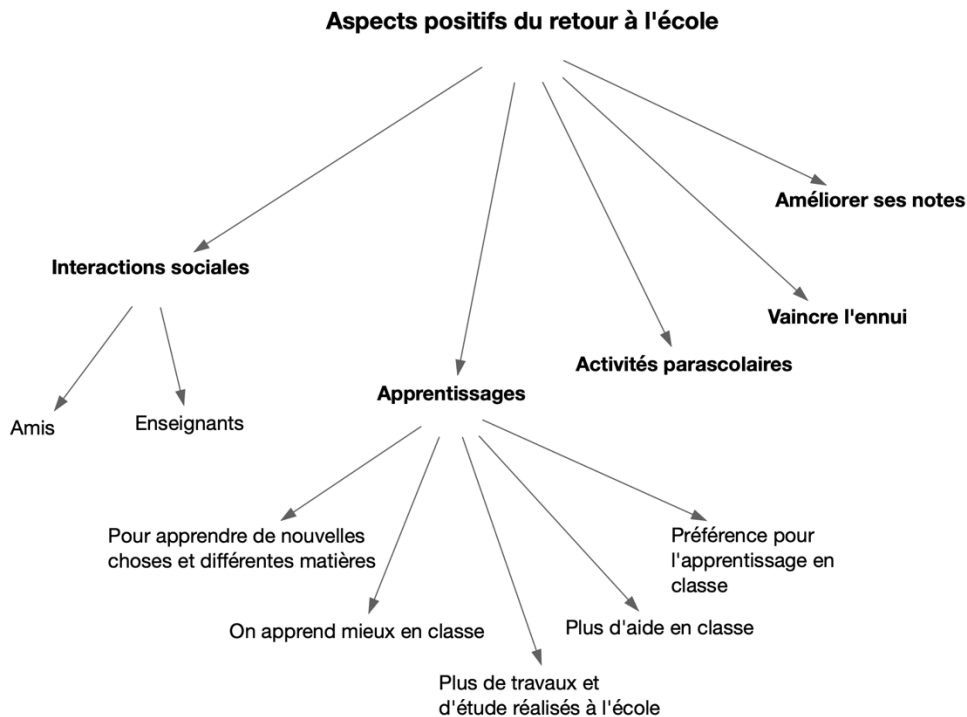 Aspects positifs du retour à l'école
Améliorer ses notes
Interactions sociales
Vaincre l'ennui
Activités parascolaires
Apprentissages
Amis
Enseignants
Pour apprendre de nouvelles
choses et différentes matières
Préférence pour
l'apprentissage en
classe
On apprend mieux en classe
Plus d'aide en classe
Plus de travaux et
d'étude réalisés à l'école